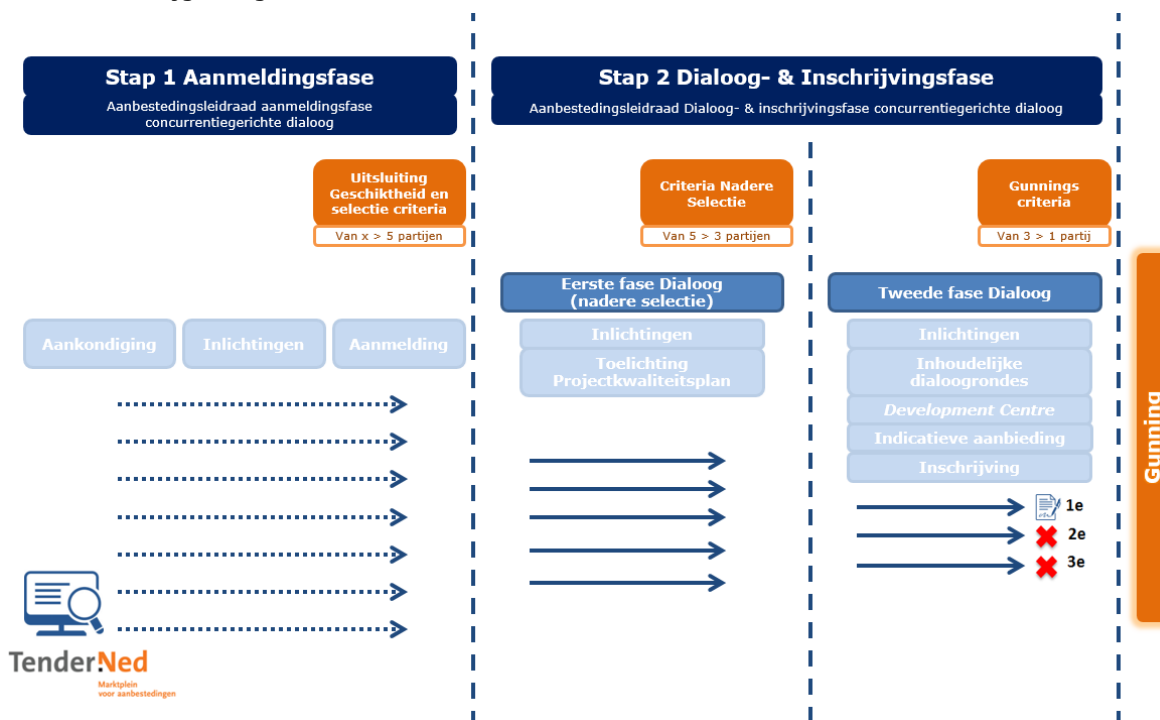 Stap 1 Aanmeldingsfase
Aanbestedingsleidraad aanmeldingsfase
concurrentiegerichte dialoog
Uitsluiting
Geschiktheid en
selectie criteria
Van x > 5 partijen
Aankondiging
Inlichtingen
Aanmelding
TenderNed
Marktplein
voor aanbestedingen
Stap 2 Dialoog- & Inschrijvingsfase
Aanbestedingsleidraad Dialoog- & inschrijvingsfase concurrentiegerichte dialoog
Criteria Nadere
Selectie
Van 5 > 3 partijen
Eerste fase Dialoog
(nadere selectie)
Inlichtingen
Toelichting
Projectkwaliteitsplan
Gunnings
criteria
Van 3 > 1 partij
Tweede fase Dialoog
Inlichtingen
Inhoudelijke
dialoogrondes
Development Centre
Indicatieve aanbieding
Inschrijving
1e
2e
3e
Gunning